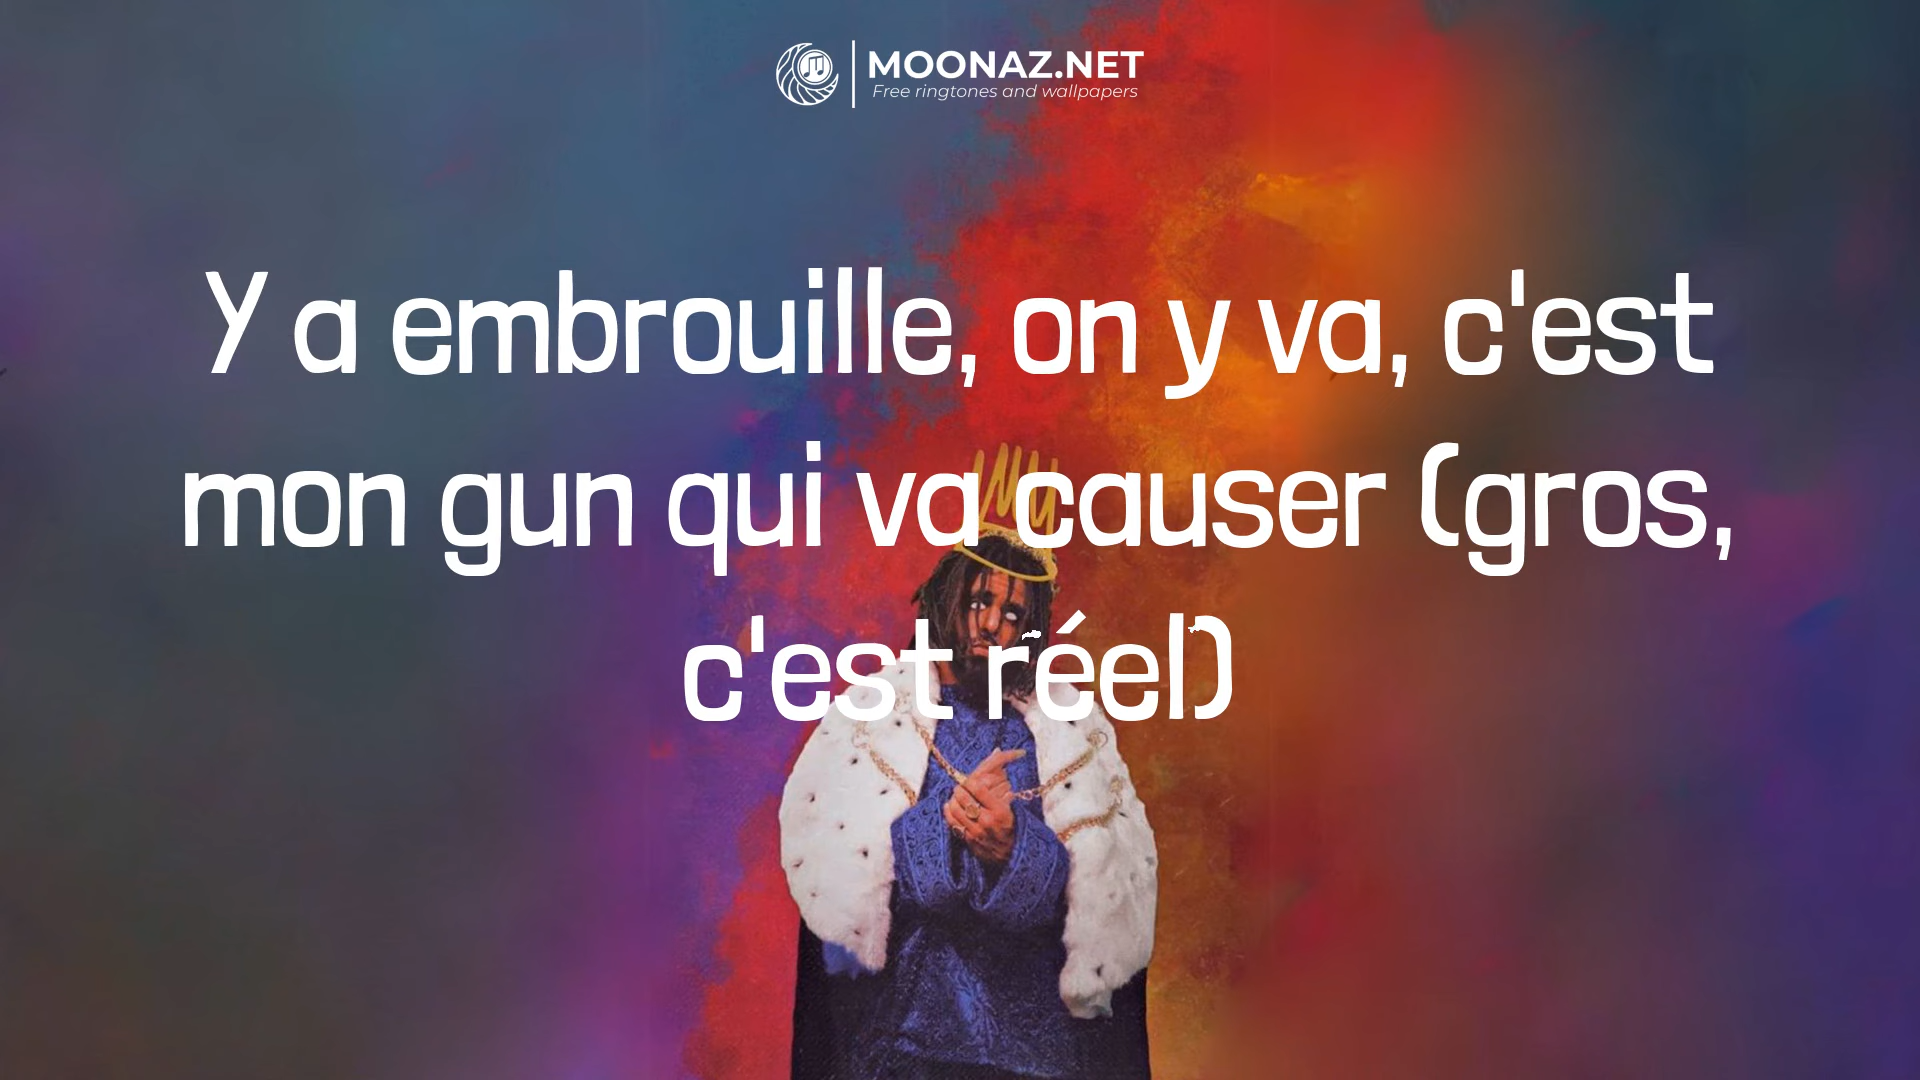 MOONAZ.NET
Free ringtones and wallpapers
Y a embrouille, on y va, c'est
mon gun qui va causer (gros,
c'est réel)